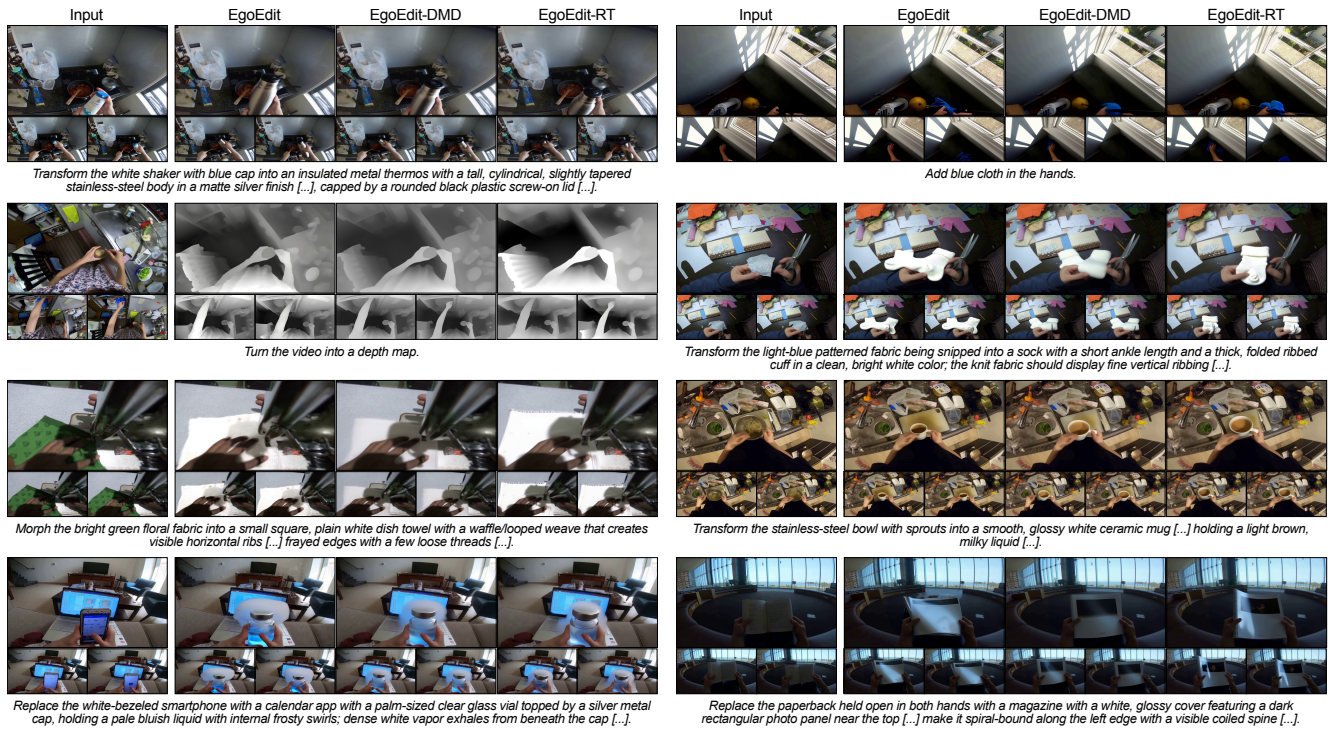 Input EgoEdit EgoEdit-DMD EgoEdit-RT
Input EgoEdit EgoEdit-DMD EgoEdit-RT
Transform the white shaker with blue cap into an insulated metal thermos with a tall, cylindrical, slightly tapered
stainless-steel body in a matte silver finish [...], capped by a rounded black plastic screw-on lid [...].
Add blue cloth in the hands.
Turn the video into a depth map.
Transform the light-blue patterned fabric being snipped into a sock with a short ankle length and a thick, folded ribbed
cuff in a clean, bright white color; the knit fabric should display fine vertical ribbing [...].
Morph the bright green floral fabric into a small square, plain white dish towel with a waffle/looped weave that creates
visible horizontal ribs [...] frayed edges with a few loose threads [...].
Transform the stainless-steel bowl with sprouts into a smooth, glossy white ceramic mug [...] holding a light brown,
milky liquid [...].
Replace the white-bezeled smartphone with a calendar app with a palm-sized clear glass vial topped by a silver metal
cap, holding a pale bluish liquid with internal frosty swirls; dense white vapor exhales from beneath the cap [...].
Replace the paperback held open in both hands with a magazine with a white, glossy cover featuring a dark
rectangular photo panel near the top [...] make it spiral-bound along the left edge with a visible coiled spine [...].